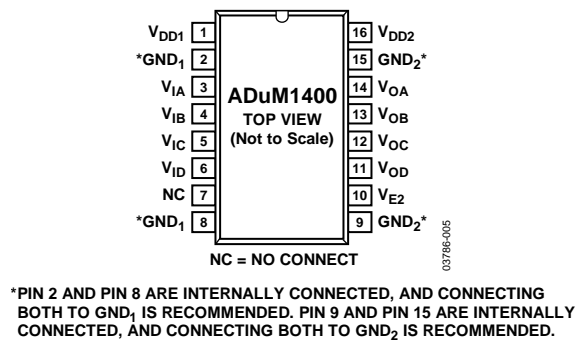 V_DD1 1 16 V_DD2
*GND_1 2 15 GND_2*
V_IA 3 14 V_OA
V_IB 4 13 V_OB
V_IC 5 12 V_OC
V_ID 6 11 V_OD
NC 7 10 V_E2
*GND_1 8 9 GND_2*
ADuM1400
TOP VIEW
(Not to Scale)
NC = NO CONNECT
03786-005
*PIN 2 AND PIN 8 ARE INTERNALLY CONNECTED, AND CONNECTING
BOTH TO GND_1 IS RECOMMENDED. PIN 9 AND PIN 15 ARE INTERNALLY
CONNECTED, AND CONNECTING BOTH TO GND_2 IS RECOMMENDED.